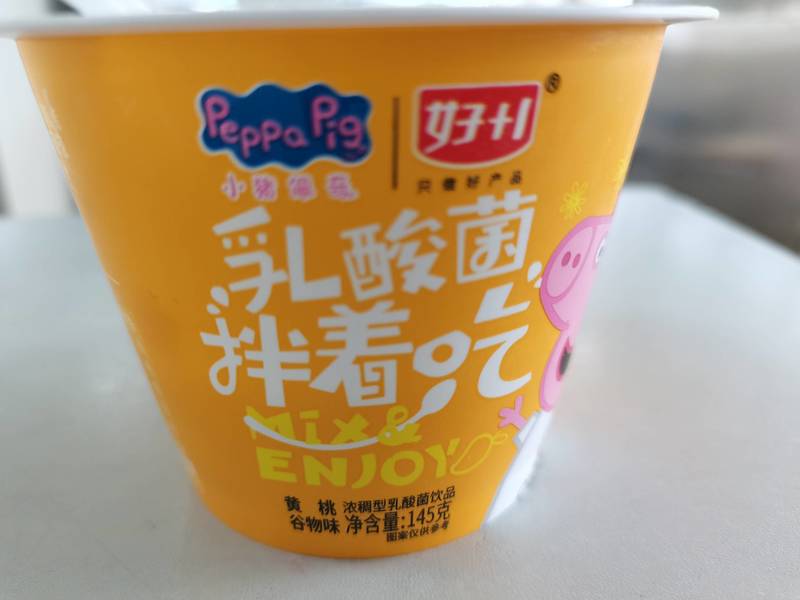 Peppa Pig
小猪佩奇
好+1
®
只做好产品
乳酸菌
拌着吃
Mix &
ENJOY
黄桃 浓稠型乳酸菌饮品
谷物味 净含量:145克
图案仅供参考